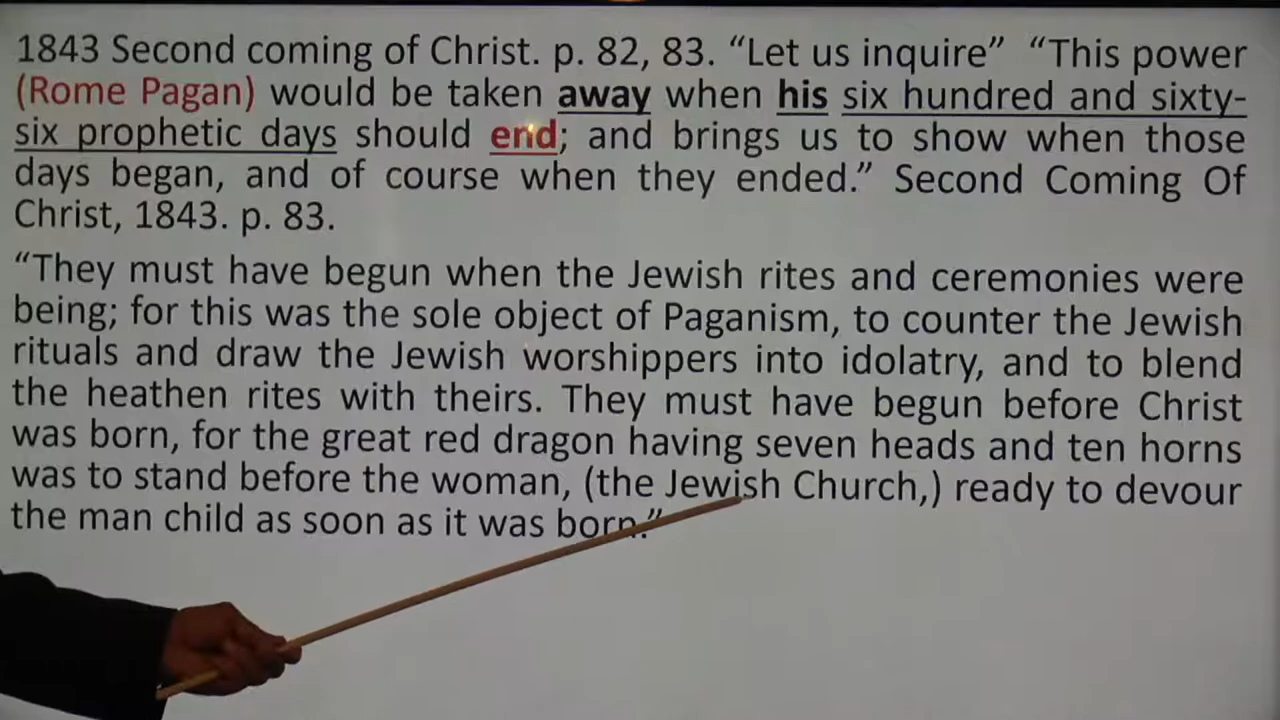 1843 Second coming of Christ. p. 82, 83. “Let us inquire” “This power
(Rome Pagan) would be taken away when his six hundred and sixty-
six prophetic days should end; and brings us to show when those
days began, and of course when they ended.” Second Coming Of
Christ, 1843. p. 83.
“They must have begun when the Jewish rites and ceremonies were
being; for this was the sole object of Paganism, to counter the Jewish
rituals and draw the Jewish worshippers into idolatry, and to blend
the heathen rites with theirs. They must have begun before Christ
was born, for the great red dragon having seven heads and ten horns
was to stand before the woman, (the Jewish Church,) ready to devour
the man child as soon as it was born.”